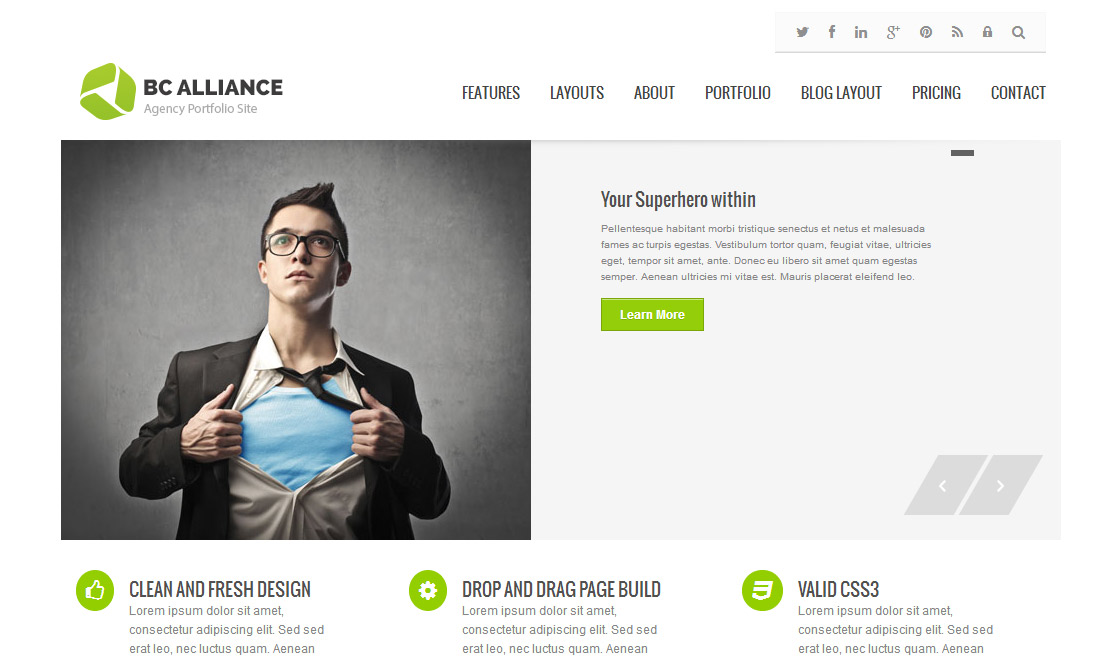 BC ALLIANCE
Agency Portfolio Site
FEATURES LAYOUTS ABOUT PORTFOLIO BLOG LAYOUT PRICING CONTACT
Your Superhero within
Pellentesque habitant morbi tristique senectus et netus et malesuada
fames ac turpis egestas. Vestibulum tortor quam, feugiat vitae, ultricies
eget, tempor sit amet, ante. Donec eu libero sit amet quam egestas
semper. Aenean ultricies mi vitae est. Mauris placerat eleifend leo.
Learn More
CLEAN AND FRESH DESIGN
Lorem ipsum dolor sit amet,
consectetur adipiscing elit. Sed sed
erat leo, nec luctus quam. Aenean
DROP AND DRAG PAGE BUILD
Lorem ipsum dolor sit amet,
consectetur adipiscing elit. Sed sed
erat leo, nec luctus quam. Aenean
VALID CSS3
Lorem ipsum dolor sit amet,
consectetur adipiscing elit. Sed sed
erat leo, nec luctus quam. Aenean